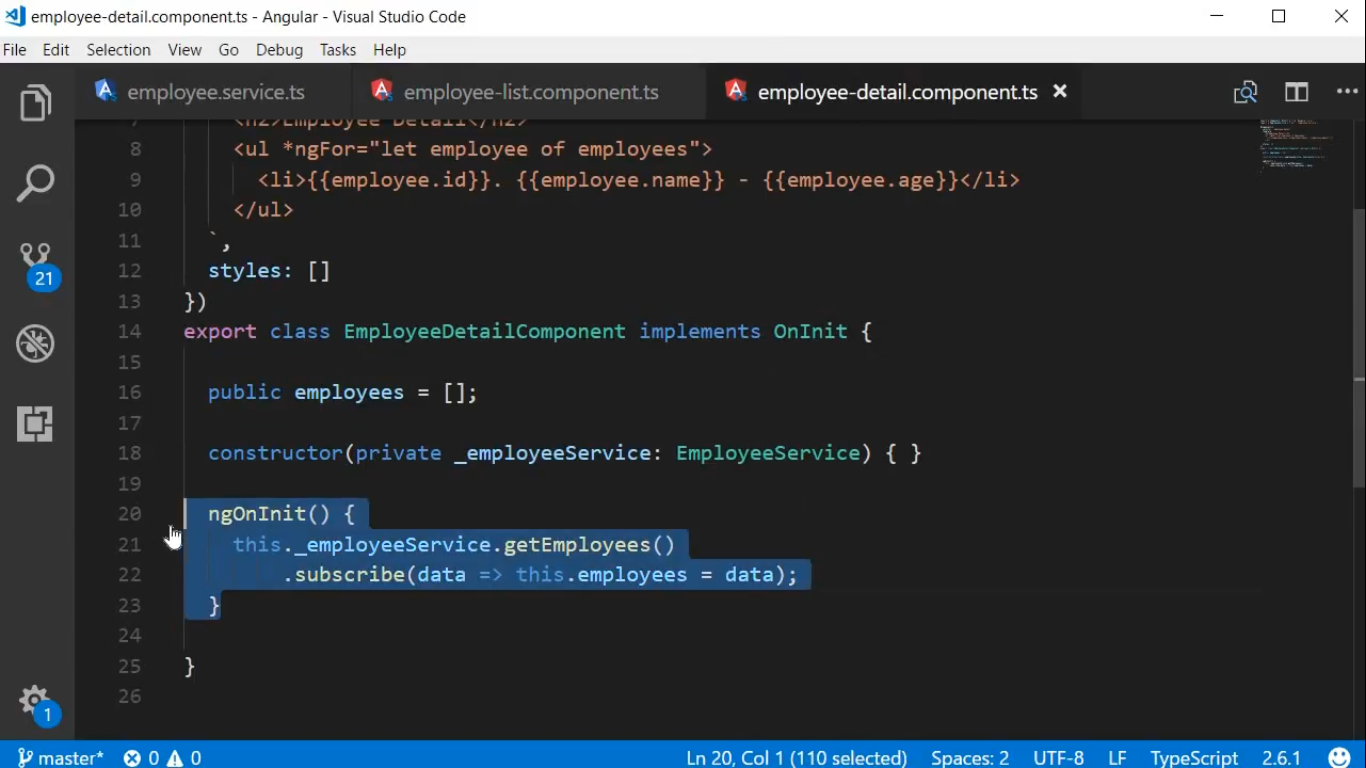 employee-detail.component.ts - Angular - Visual Studio Code
File Edit Selection View Go Debug Tasks Help
employee.service.ts employee-list.component.ts employee-detail.component.ts
7 <h2>Employee Detail</h2>
8 <ul *ngFor="let employee of employees">
9 <li>{{employee.id}}. {{employee.name}} - {{employee.age}}</li>
10 </ul>
11 `,
12 styles: []
13 })
14 export class EmployeeDetailComponent implements OnInit {
15
16 public employees = [];
17
18 constructor(private _employeeService: EmployeeService) { }
19
20 ngOnInit() {
21 this._employeeService.getEmployees()
22 .subscribe(data => this.employees = data);
23 }
24
25 }
26
21
1
master* 0 0 Ln 20, Col 1 (110 selected) Spaces: 2 UTF-8 LF TypeScript 2.6.1